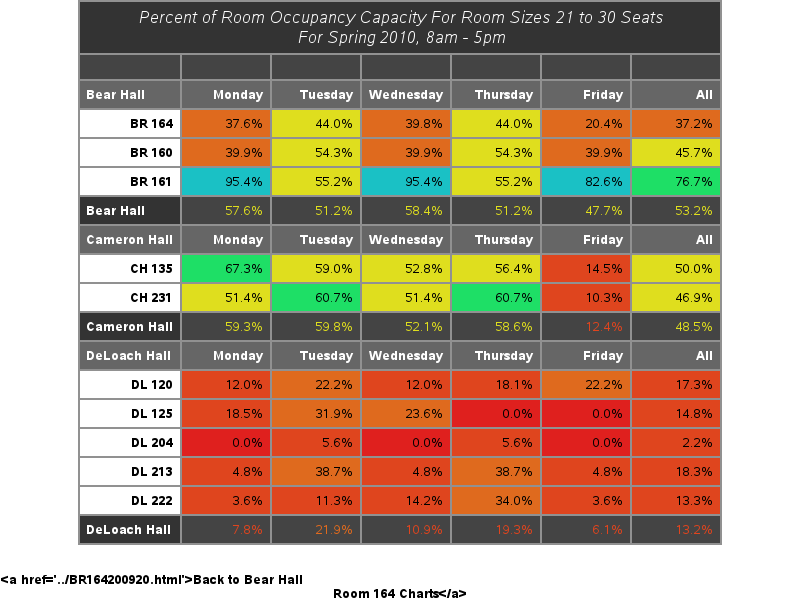 Percent of Room Occupancy Capacity For Room Sizes 21 to 30 Seats
For Spring 2010, 8am - 5pm
Bear Hall Monday Tuesday Wednesday Thursday Friday All
BR 164 37.6% 44.0% 39.8% 44.0% 20.4% 37.2%
BR 160 39.9% 54.3% 39.9% 54.3% 39.9% 45.7%
BR 161 95.4% 55.2% 95.4% 55.2% 82.6% 76.7%
Bear Hall 57.6% 51.2% 58.4% 51.2% 47.7% 53.2%
Cameron Hall Monday Tuesday Wednesday Thursday Friday All
CH 135 67.3% 59.0% 52.8% 56.4% 14.5% 50.0%
CH 231 51.4% 60.7% 51.4% 60.7% 10.3% 46.9%
Cameron Hall 59.3% 59.8% 52.1% 58.6% 12.4% 48.5%
DeLoach Hall Monday Tuesday Wednesday Thursday Friday All
DL 120 12.0% 22.2% 12.0% 18.1% 22.2% 17.3%
DL 125 18.5% 31.9% 23.6% 0.0% 0.0% 14.8%
DL 204 0.0% 5.6% 0.0% 5.6% 0.0% 2.2%
DL 213 4.8% 38.7% 4.8% 38.7% 4.8% 18.3%
DL 222 3.6% 11.3% 14.2% 34.0% 3.6% 13.3%
DeLoach Hall 7.8% 21.9% 10.9% 19.3% 6.1% 13.2%
<a href='../BR164200920.html'>Back to Bear Hall
Room 164 Charts</a>